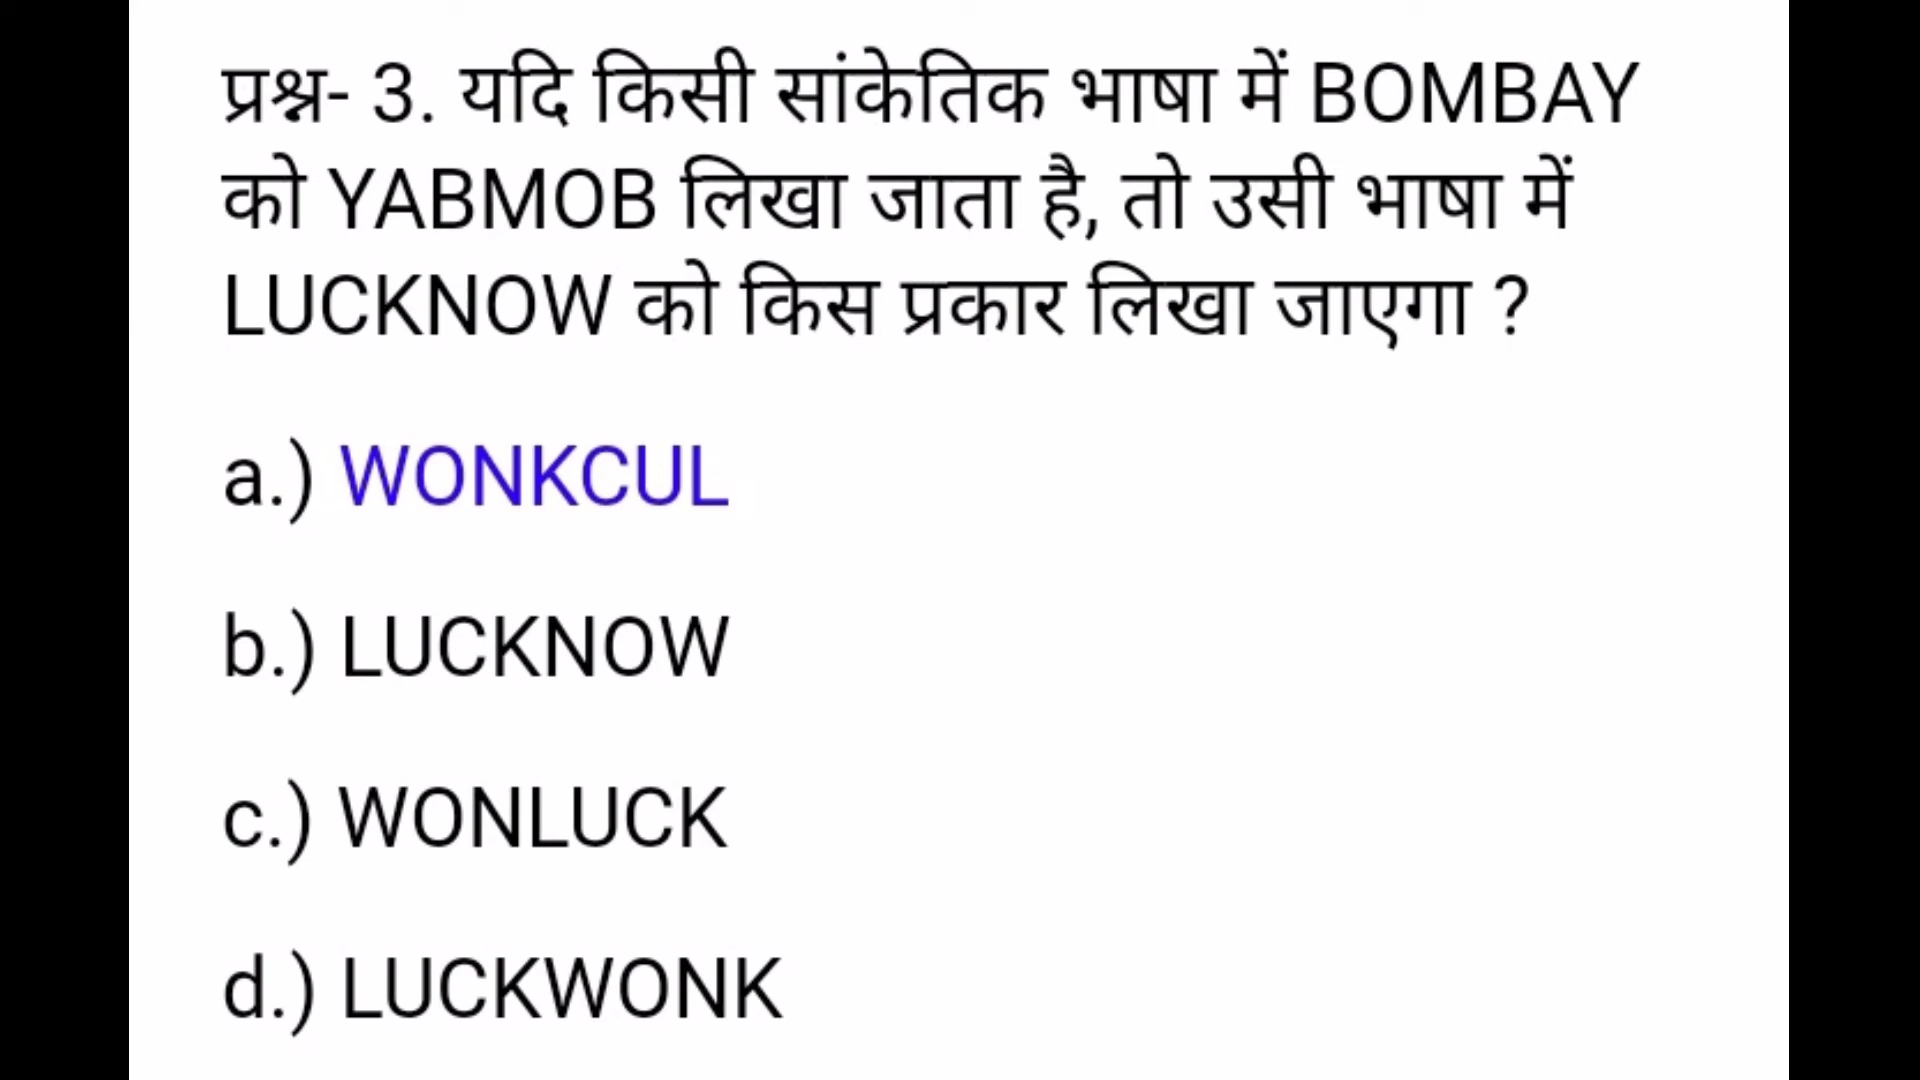 प्रश्न- 3. यदि किसी सांकेतिक भाषा में BOMBAY
को YABMOB लिखा जाता है, तो उसी भाषा में
LUCKNOW को किस प्रकार लिखा जाएगा ?
a.) WONKCUL
b.) LUCKNOW
c.) WONLUCK
d.) LUCKWONK